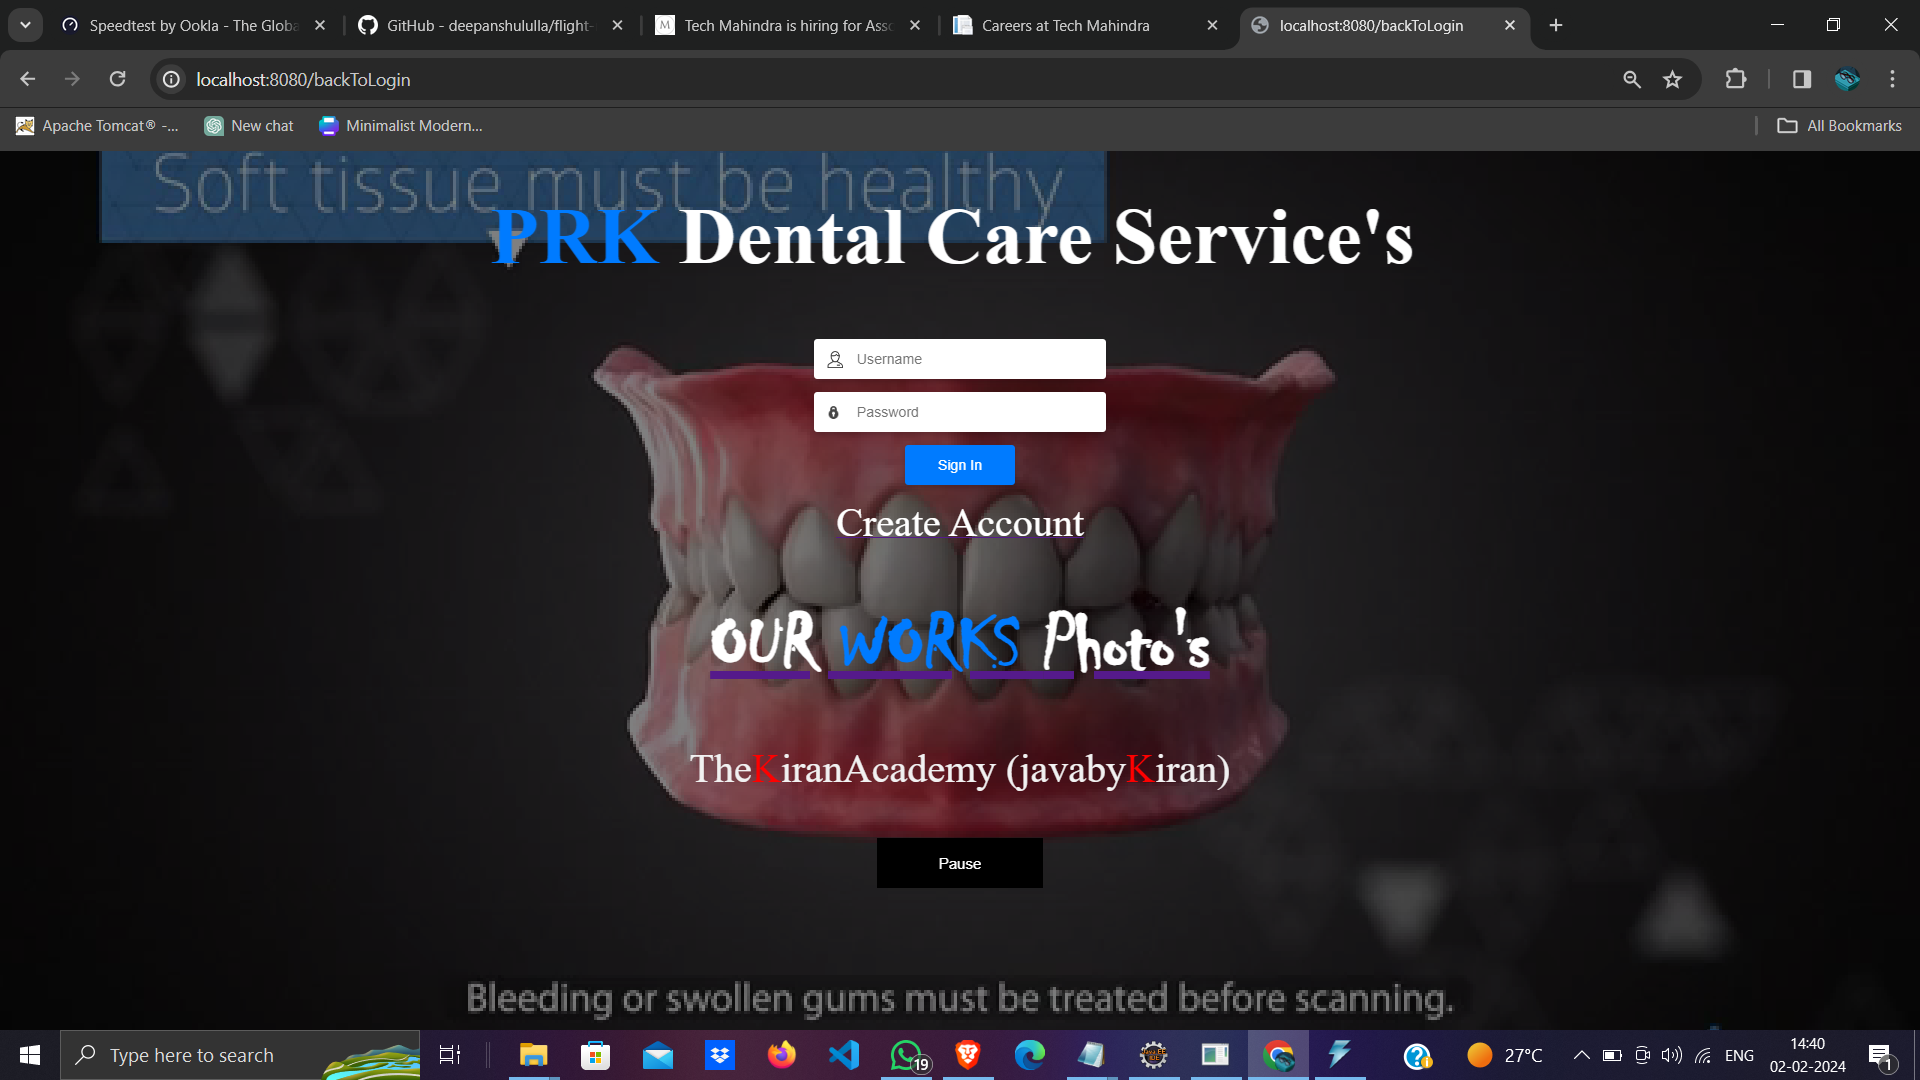 Speedtest by Ookla - The Globa
GitHub - deepanshululla/flight-
Tech Mahindra is hiring for Asso
Careers at Tech Mahindra
localhost:8080/backToLogin
localhost:8080/backToLogin
Apache Tomcat® -...
New chat
Minimalist Modern...
All Bookmarks
Soft tissue must be healthy
PRK Dental Care Service's
Username
Password
Sign In
Create Account
OUR WORKS Photo's
TheKiranAcademy (javabyKiran)
Pause
Bleeding or swollen gums must be treated before scanning.
Type here to search
19
27°C
ENG
14:40
02-02-2024
1